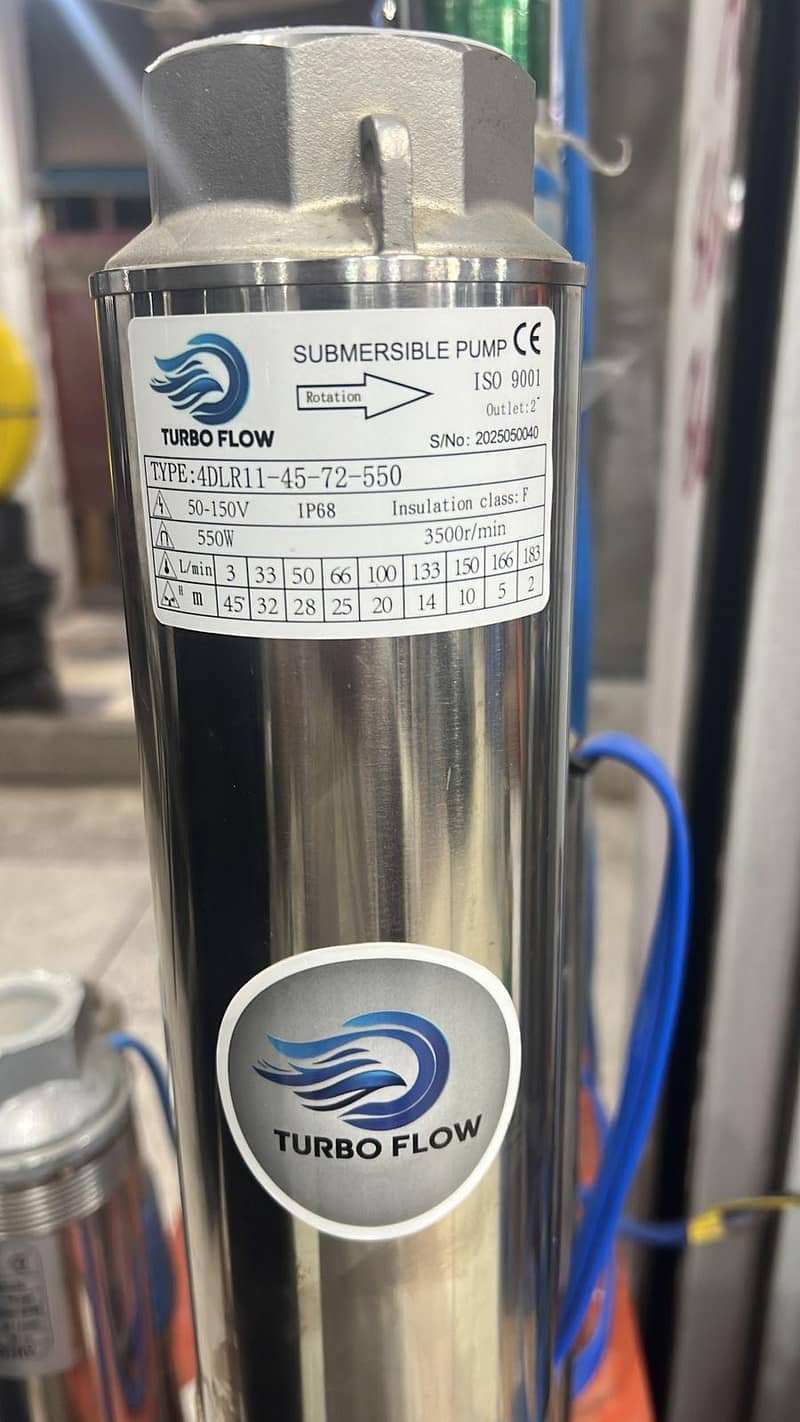 SUBMERSIBLE PUMP CE
Rotation
ISO 9001
Outlet:2"
TURBO FLOW
S/No: 2025050040
TYPE:4DLR11-45-72-550
50-150V IP68 Insulation class:F
550W 3500r/min
L/min 3 33 50 66 100 133 150 166 183
H m 45 32 28 25 20 14 10 5 2
TURBO FLOW